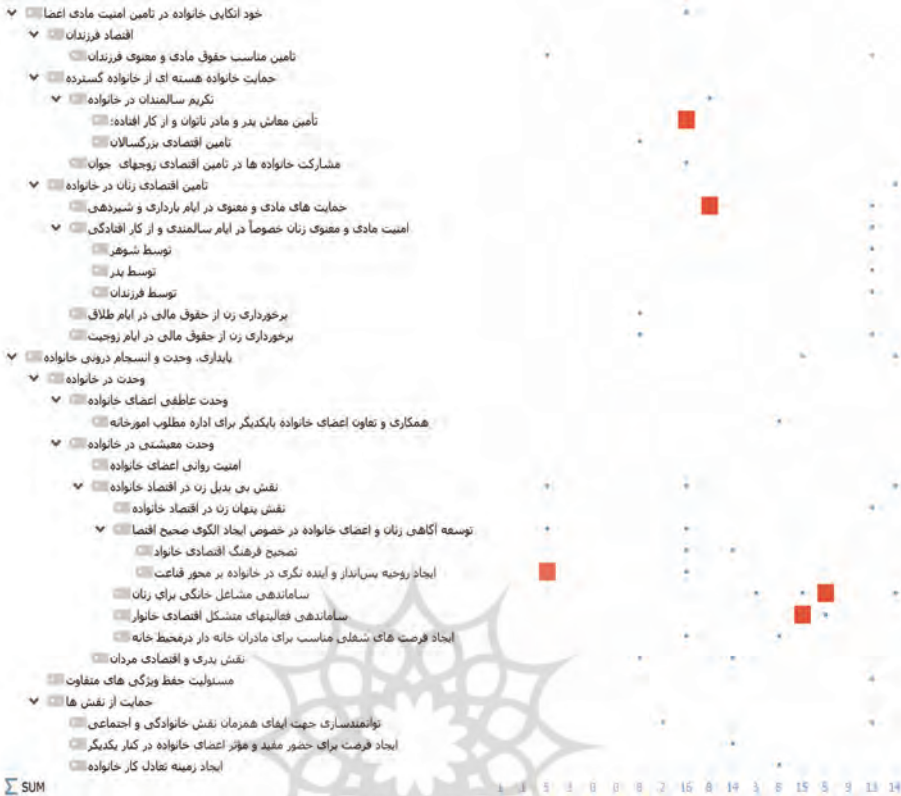 خود اتکایی خانواده در تامین امنیت مادی اعضا
اقتصاد فرزندان
تامین مناسب حقوق مادی و معنوی فرزندان
حمایت خانواده هسته ای از خانواده گسترده
تکریم سالمندان در خانواده
تأمین معاش پدر و مادر ناتوان و از کار افتاده؛
تامین اقتصادی بزرگسالان
مشارکت خانواده ها در تامین اقتصادی زوجهای جوان
تامین اقتصادی زنان در خانواده
حمایت های مادی و معنوی در ایام بارداری و شیردهی
امنیت مادی و معنوی زنان خصوصاً در ایام سالمندی و از کار افتادگی
توسط شوهر
توسط پدر
توسط فرزندان
برخورداری زن از حقوق مالی در ایام طلاق
برخورداری زن از حقوق مالی در ایام زوجیت
پایداری، وحدت و انسجام درونی خانواده
وحدت در خانواده
وحدت عاطفی اعضای خانواده
همکاری و تعاون اعضای خانواده بایکدیگر برای اداره مطلوب امورخانه
وحدت معیشتی در خانواده
امنیت روانی اعضای خانواده
نقش بی بدیل زن در اقتصاد خانواده
نقش پنهان زن در اقتصاد خانواده
توسعه آگاهی زنان و اعضای خانواده در خصوص ایجاد الگوی صحیح اقتصا
تصحیح فرهنگ اقتصادی خانواد
ایجاد روحیه پس‌انداز و آینده نگری در خانواده بر محور قناعت
ساماندهی مشاغل خانگی برای زنان
ساماندهی فعالیتهای متشکل اقتصادی خانوار
ایجاد فرصت های شغلی مناسب برای مادران خانه دار درمحیط خانه
نقش پدری و اقتصادی مردان
مسئولیت حفظ ویژگی های متفاوت
حمایت از نقش ها
توانمندسازی جهت ایفای همزمان نقش خانوادگی و اجتماعی
ایجاد فرصت برای حضور مفید و مؤثر اعضای خانواده در کنار یکدیگر
ایجاد زمینه تعادل کار خانواده
∑ SUM 5 16 8 14 15 5 9 13 14